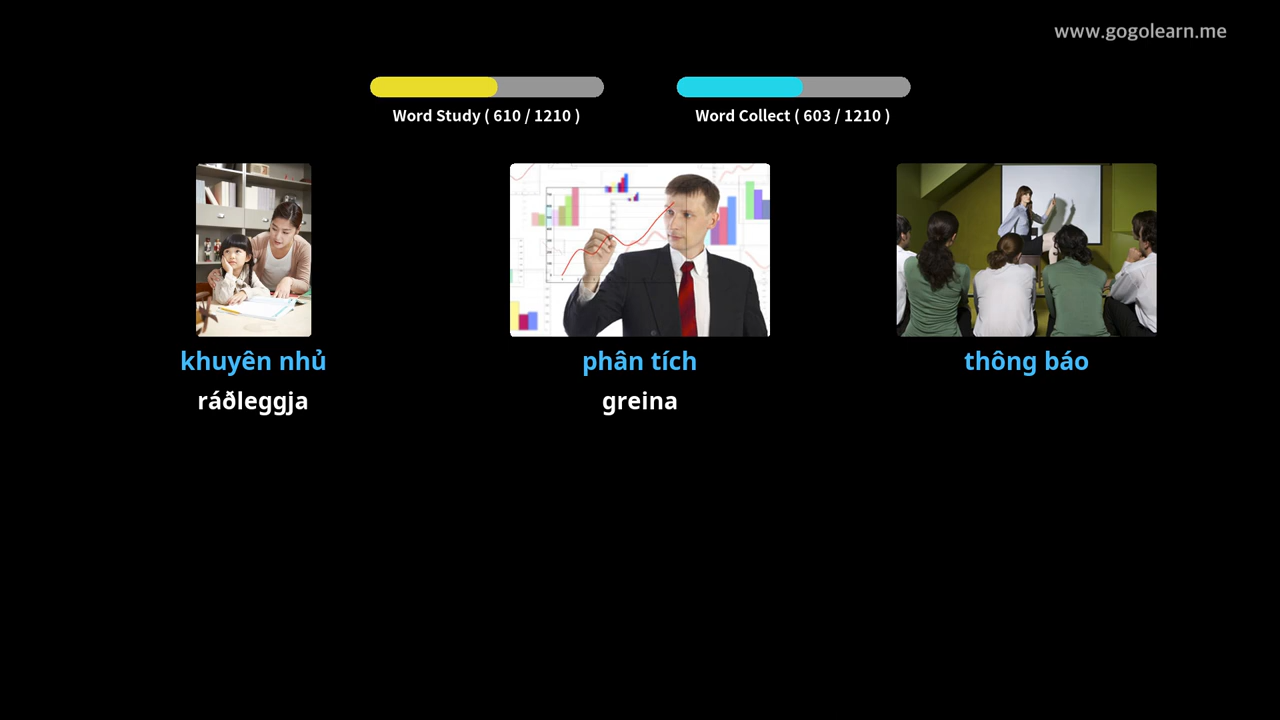 www.gogolearn.me
Word Study ( 610 / 1210 )
Word Collect ( 603 / 1210 )
khuyên nhủ
phân tích
thông báo
ráðleggja
greina